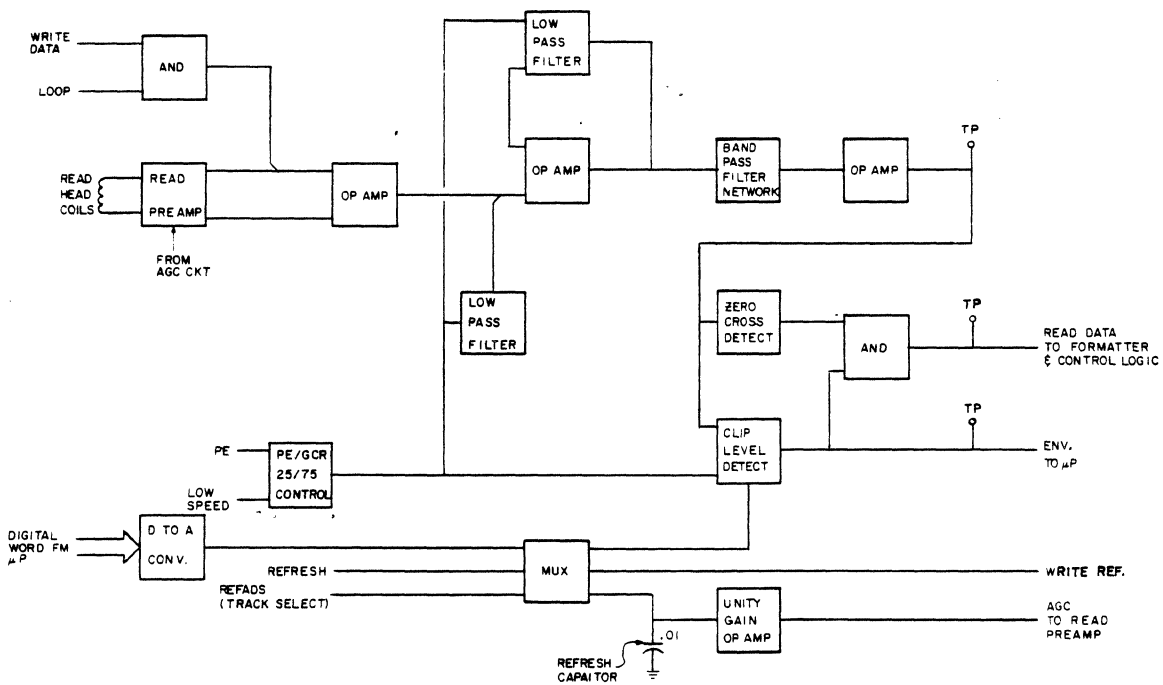 WRITE
DATA
LOOP
AND
LOW
PASS
FILTER
READ
HEAD
COILS
READ
PREAMP
FROM
AGC CKT
OP AMP
OP AMP
BAND
PASS
FILTER
NETWORK
OP AMP
TP
LOW
PASS
FILTER
ZERO
CROSS
DETECT
AND
TP
READ DATA
TO FORMATTER
& CONTROL LOGIC
CLIP
LEVEL
DETECT
TP
ENV.
TO μP
PE
LOW
SPEED
PE/GCR
25/75
CONTROL
DIGITAL
WORD FM
μP
D TO A
CONV.
REFRESH
REFADS
(TRACK SELECT)
MUX
WRITE REF.
UNITY
GAIN
OP AMP
AGC
TO READ
PREAMP
.01
REFRESH
CAPAITOR